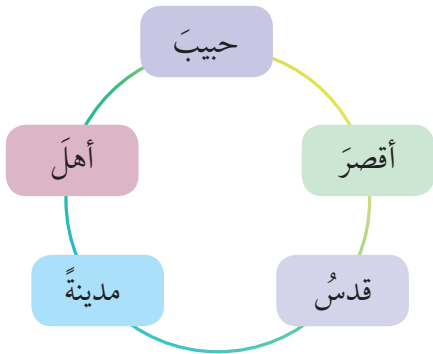 حبيبَ
أقصرَ
أهلَ
قدسُ
مدينةً